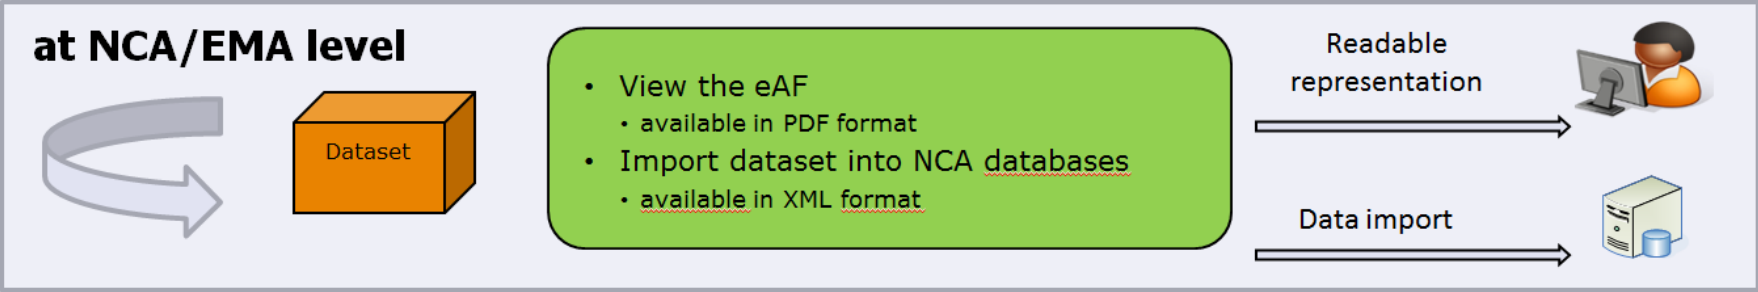 at NCA/EMA level
Dataset
• View the eAF
• available in PDF format
• Import dataset into NCA databases
• available in XML format
Readable
representation
Data import